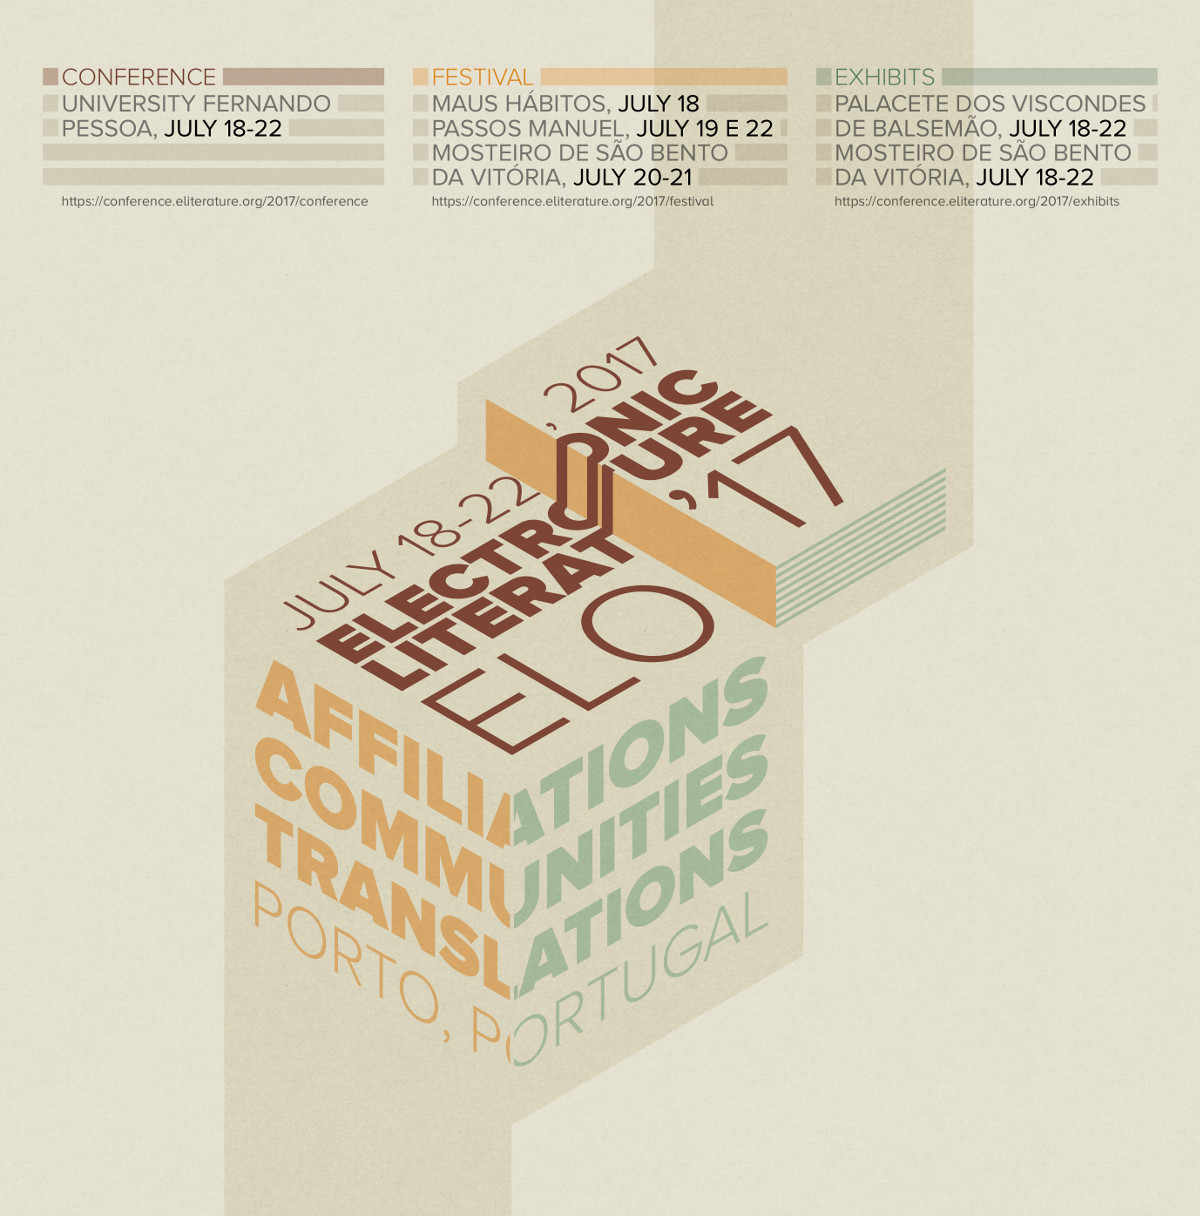 CONFERENCE
UNIVERSITY FERNANDO
PESSOA, JULY 18-22
https://conference.eliterature.org/2017/conference
FESTIVAL
MAUS HÁBITOS, JULY 18
PASSOS MANUEL, JULY 19 E 22
MOSTEIRO DE SÃO BENTO
DA VITÓRIA, JULY 20-21
https://conference.eliterature.org/2017/festival
EXHIBITS
PALACETE DOS VISCONDES
DE BALSEMÃO, JULY 18-22
MOSTEIRO DE SÃO BENTO
DA VITÓRIA, JULY 18-22
https://conference.eliterature.org/2017/exhibits
JULY 18-22, 2017
ELECTRONIC
LITERATURE
ELO'17
AFFILIATIONS
COMMUNITIES
TRANSLATIONS
PORTO, PORTUGAL